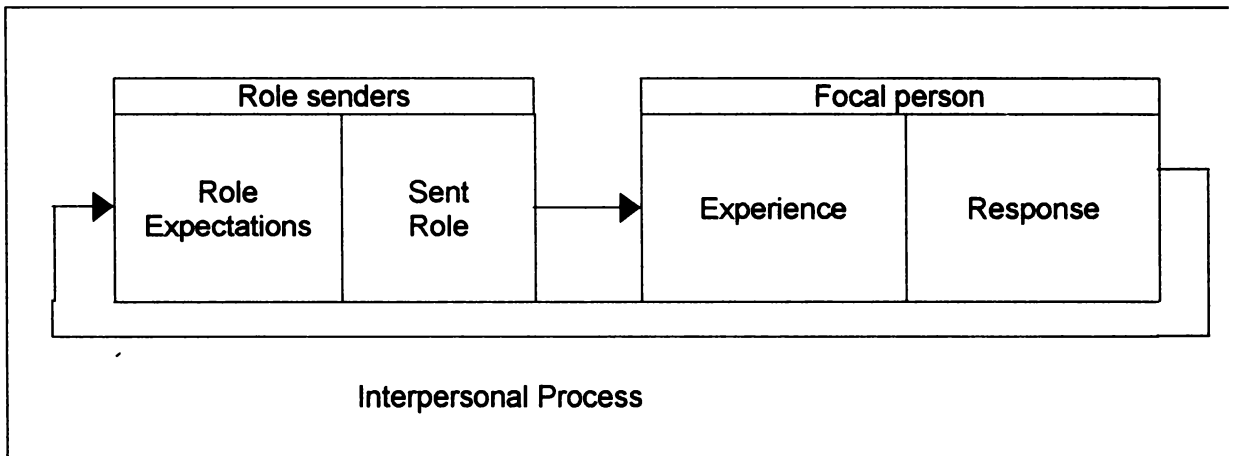 Role senders
Focal person
Role
Expectations
Sent
Role
Experience
Response
Interpersonal Process